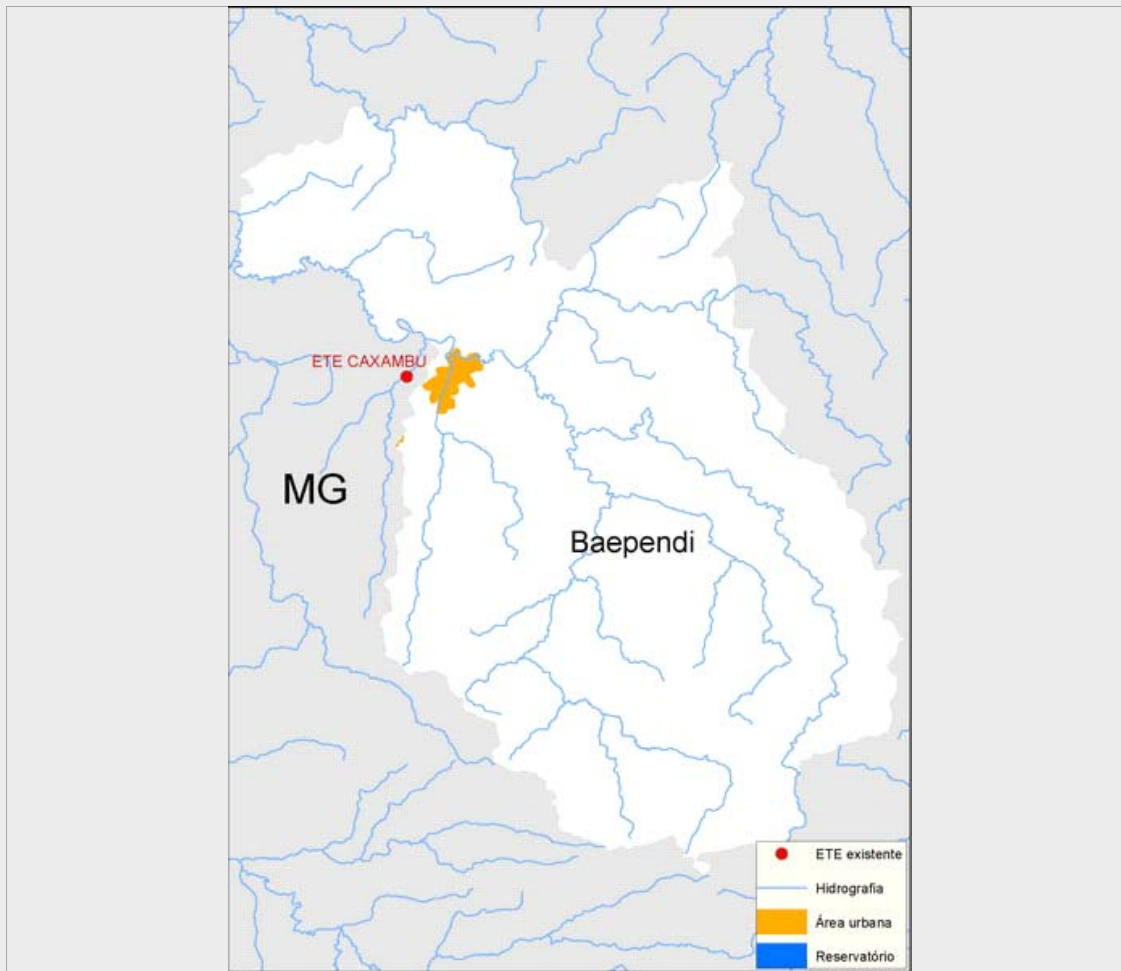 ETE CAXAMBU
MG
Baependi
ETE existente
Hidrografia
Área urbana
Reservatório